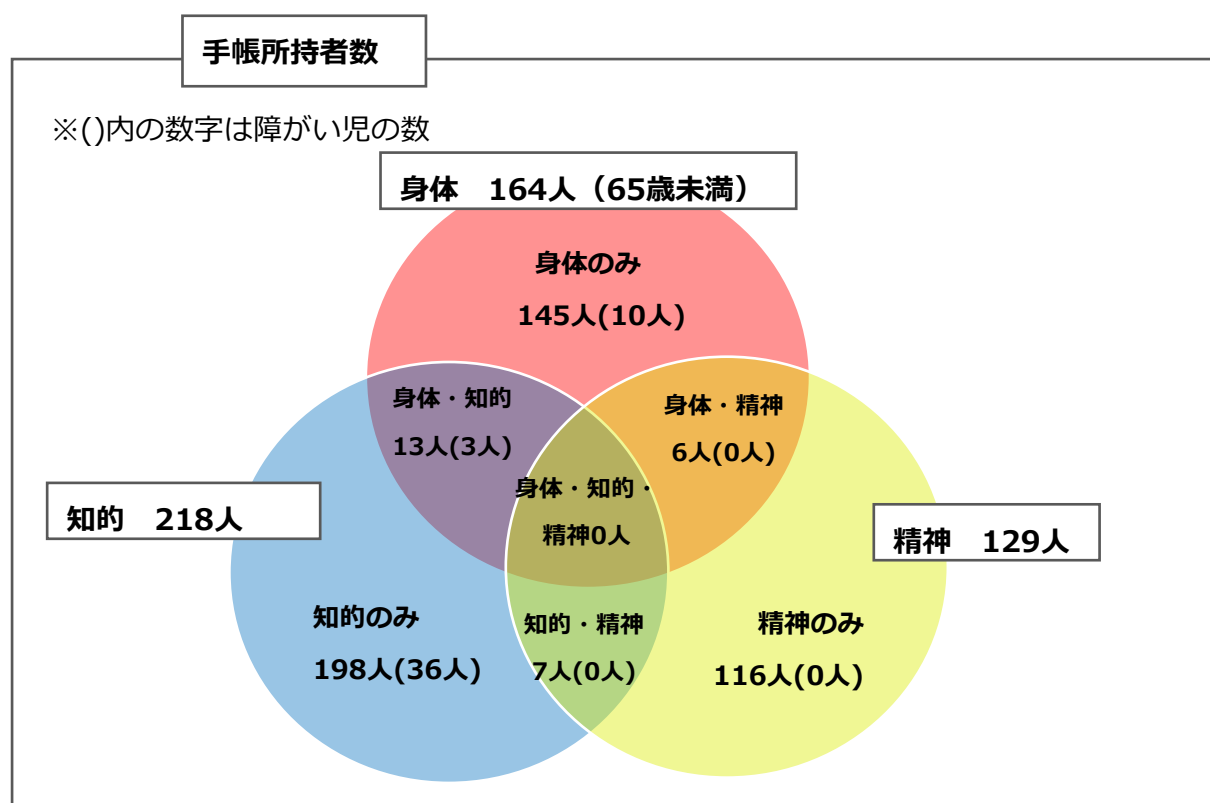 手帳所持者数
※()内の数字は障がい児の数
身体　164人（65歳未満）
身体のみ
145人(10人)
身体・知的
13人(3人)
身体・精神
6人(0人)
身体・知的・
精神0人
知的　218人
精神　129人
知的のみ
198人(36人)
知的・精神
7人(0人)
精神のみ
116人(0人)